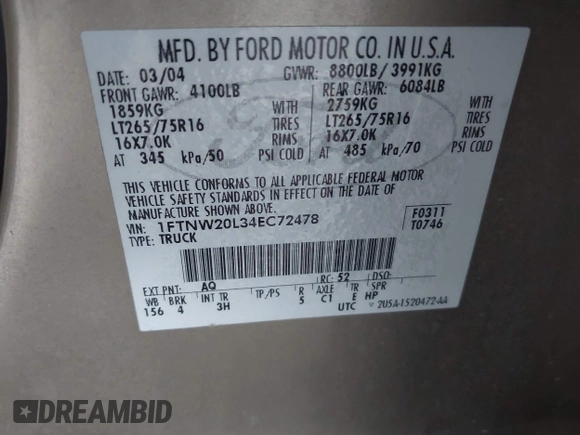 MFD. BY FORD MOTOR CO. IN U.S.A.
DATE: 03/04 GVWR: 8800LB/ 3991KG
FRONT GAWR: 4100LB REAR GAWR: 6084LB
1859KG WITH 2759KG WITH
LT265/75R16 TIRES LT265/75R16 TIRES
16X7.0K RIMS 16X7.0K RIMS
AT 345 kPa/50 PSI COLD AT 485 kPa/70 PSI COLD
THIS VEHICLE CONFORMS TO ALL APPLICABLE FEDERAL MOTOR
VEHICLE SAFETY STANDARDS IN EFFECT ON THE DATE OF
MANUFACTURE SHOWN ABOVE.
VIN: 1FTNW20L34EC72478 F0311
TYPE: TRUCK T0746
EXT PNT: AQ RC: 52 DSO:
WB BRK INT TR TP/PS R AXLE TR SPR
156 4 3H 5 C1 E HP
UTC 2U5A-1520472-AA
Ford
DREAMBID